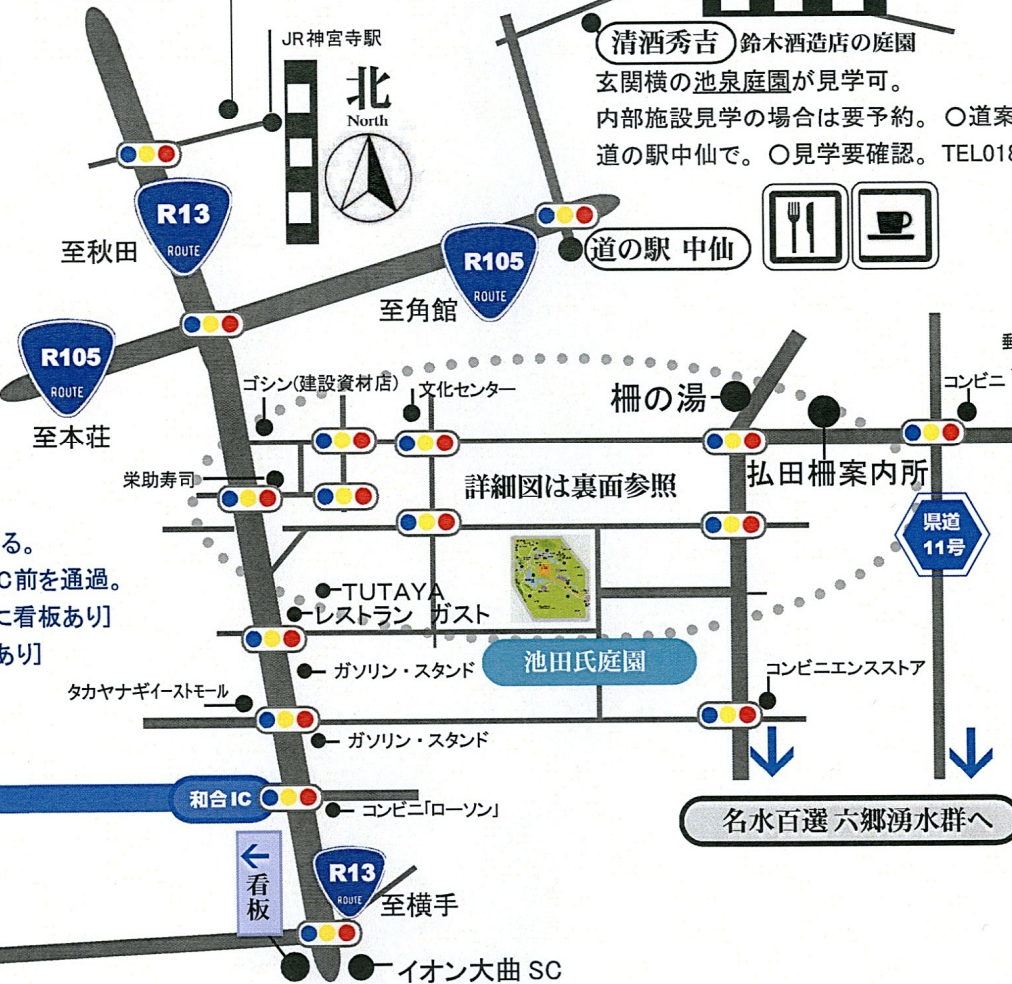 JR神宮寺駅
北
North
清酒秀吉 鈴木酒造店の庭園
玄関横の池泉庭園が見学可。
内部施設見学の場合は要予約。 〇道案
道の駅中仙で。〇見学要確認。TEL018
R13
ROUTE
至秋田
R105
ROUTE
道の駅 中仙
至角館
R105
ROUTE
至本荘
ゴシン(建設資材店)
文化センター
柵の湯
コンビニ
栄助寿司
詳細図は裏面参照
払田柵案内所
県道
11号
る。
C前を通過。
に看板あり]
あり]
TUTAYA
レストラン ガスト
池田氏庭園
ガソリン・スタンド
コンビニエンスストア
タカヤナギイーストモール
ガソリン・スタンド
和合IC
コンビニ「ローソン」
名水百選 六郷湧水群へ
←看板
R13
ROUTE
至横手
イオン大曲 SC